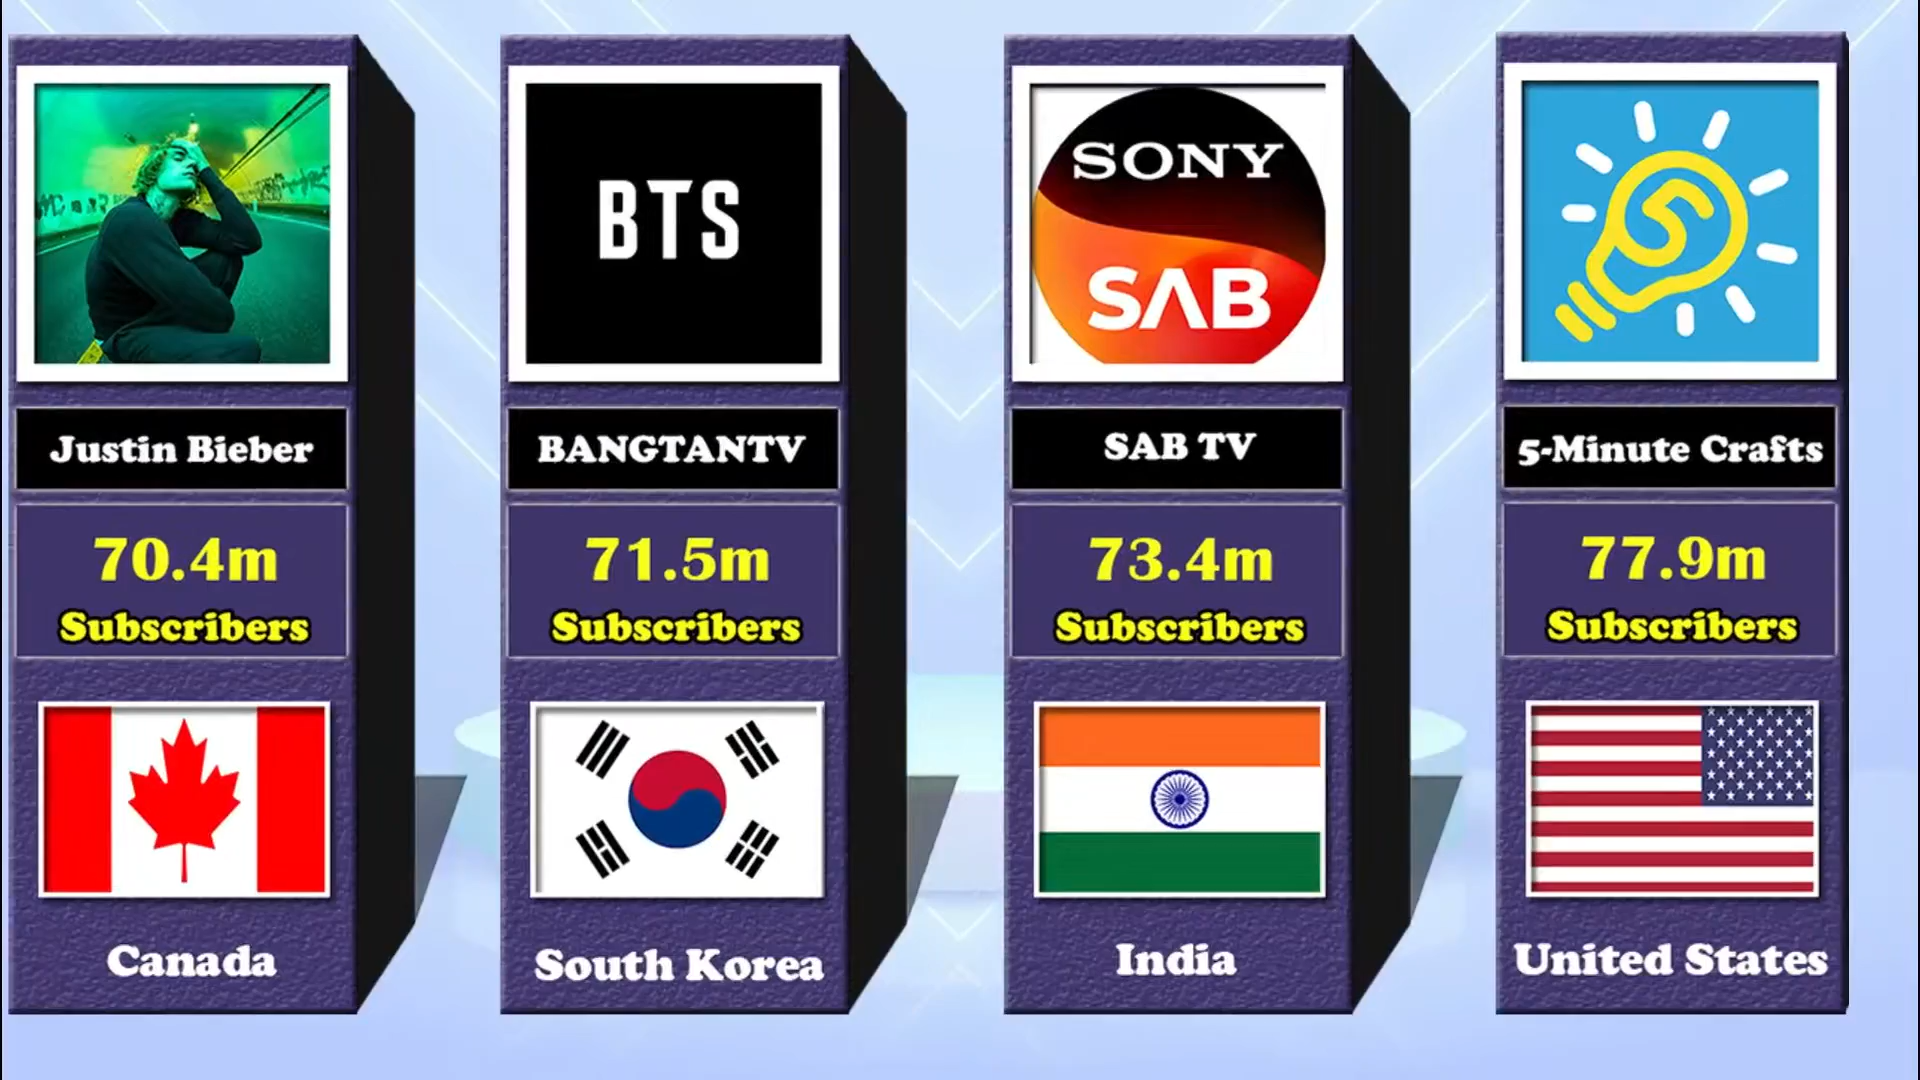 BTS
SONY
SAB
5
Justin Bieber
BANGTANTV
SAB TV
5-Minute Crafts
70.4m
71.5m
73.4m
77.9m
Subscribers
Subscribers
Subscribers
Subscribers
Canada
South Korea
India
United States